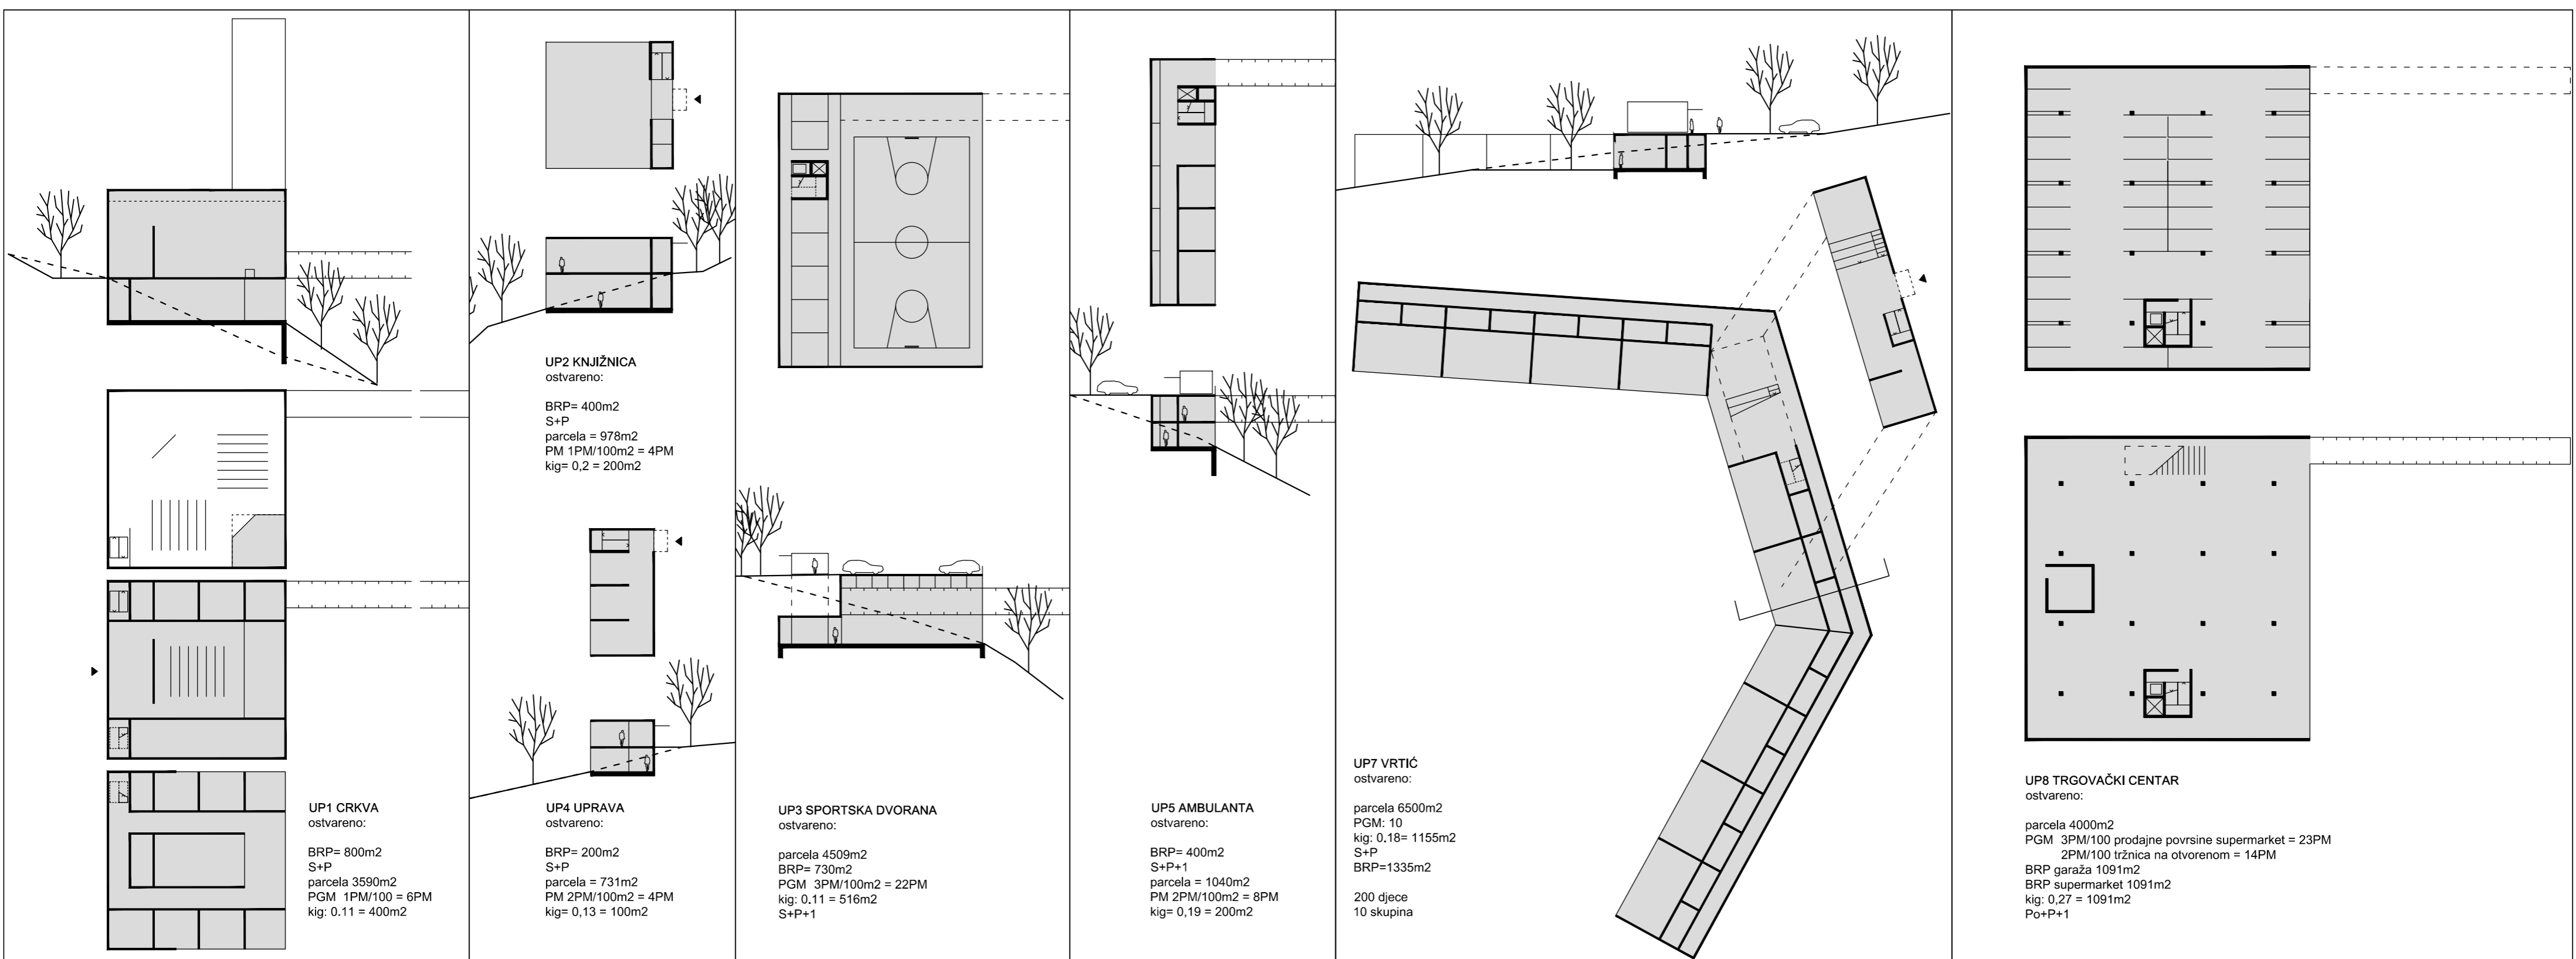 UP1 CRKVA
ostvareno:
BRP= 800m2
S+P
parcela 3590m2
PGM 1PM/100 = 6PM
kig: 0.11 = 400m2
UP2 KNJIŽNICA
ostvareno:
BRP= 400m2
S+P
parcela = 978m2
PM 1PM/100m2 = 4PM
kig= 0,2 = 200m2
UP4 UPRAVA
ostvareno:
BRP= 200m2
S+P
parcela = 731m2
PM 2PM/100m2 = 4PM
kig= 0,13 = 100m2
UP3 SPORTSKA DVORANA
ostvareno:
parcela 4509m2
BRP= 730m2
PGM 3PM/100m2 = 22PM
kig: 0.11 = 516m2
S+P+1
UP5 AMBULANTA
ostvareno:
BRP= 400m2
S+P+1
parcela = 1040m2
PM 2PM/100m2 = 8PM
kig= 0,19 = 200m2
UP7 VRTIĆ
ostvareno:
parcela 6500m2
PGM: 10
kig: 0,18= 1155m2
S+P
BRP=1335m2
200 djece
10 skupina
UP8 TRGOVAČKI CENTAR
ostvareno:
parcela 4000m2
PGM 3PM/100 prodajne povrsine supermarket = 23PM
2PM/100 tržnica na otvorenom = 14PM
BRP garaža 1091m2
BRP supermarket 1091m2
kig: 0,27 = 1091m2
Po+P+1